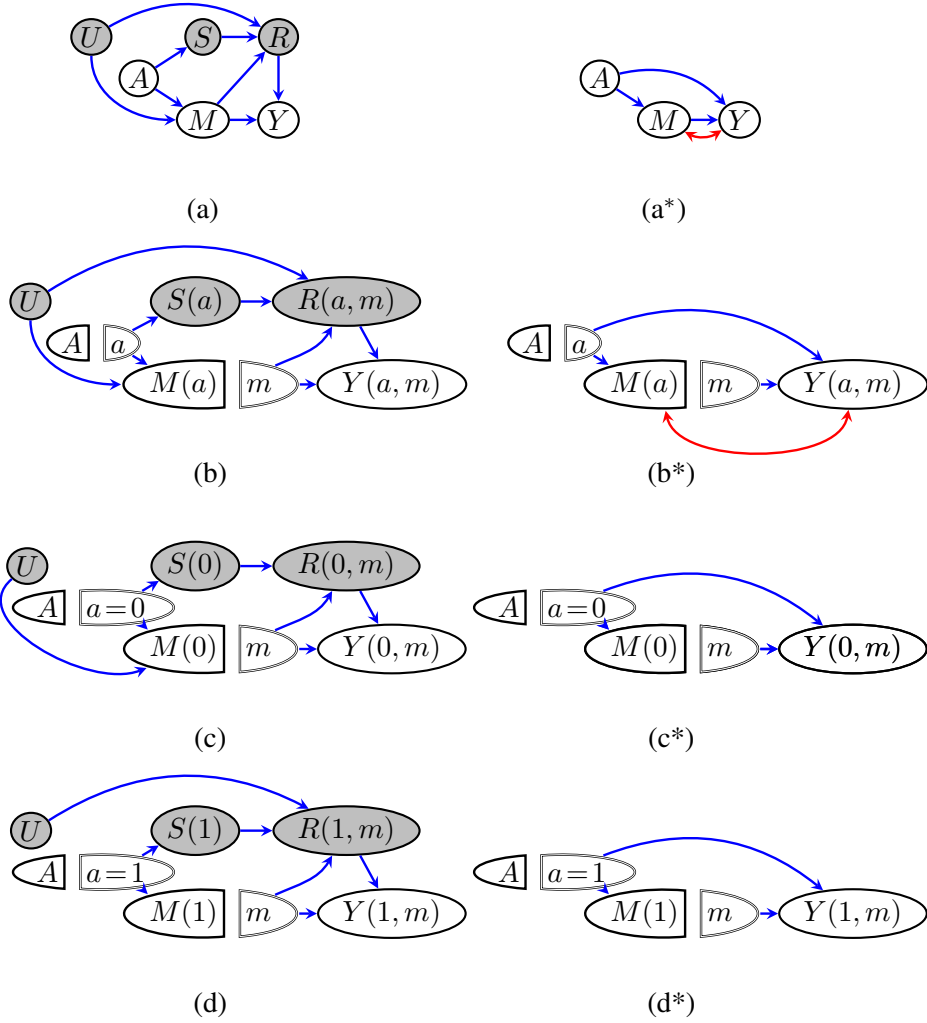 U S R
A
M Y
(a)
A
M Y
(a*)
U S(a) R(a, m)
A a
M(a) m Y(a, m)
(b)
A a
M(a) m Y(a, m)
(b*)
U S(0) R(0, m)
A a=0
M(0) m Y(0, m)
(c)
A a=0
M(0) m Y(0, m)
(c*)
U S(1) R(1, m)
A a=1
M(1) m Y(1, m)
(d)
A a=1
M(1) m Y(1, m)
(d*)